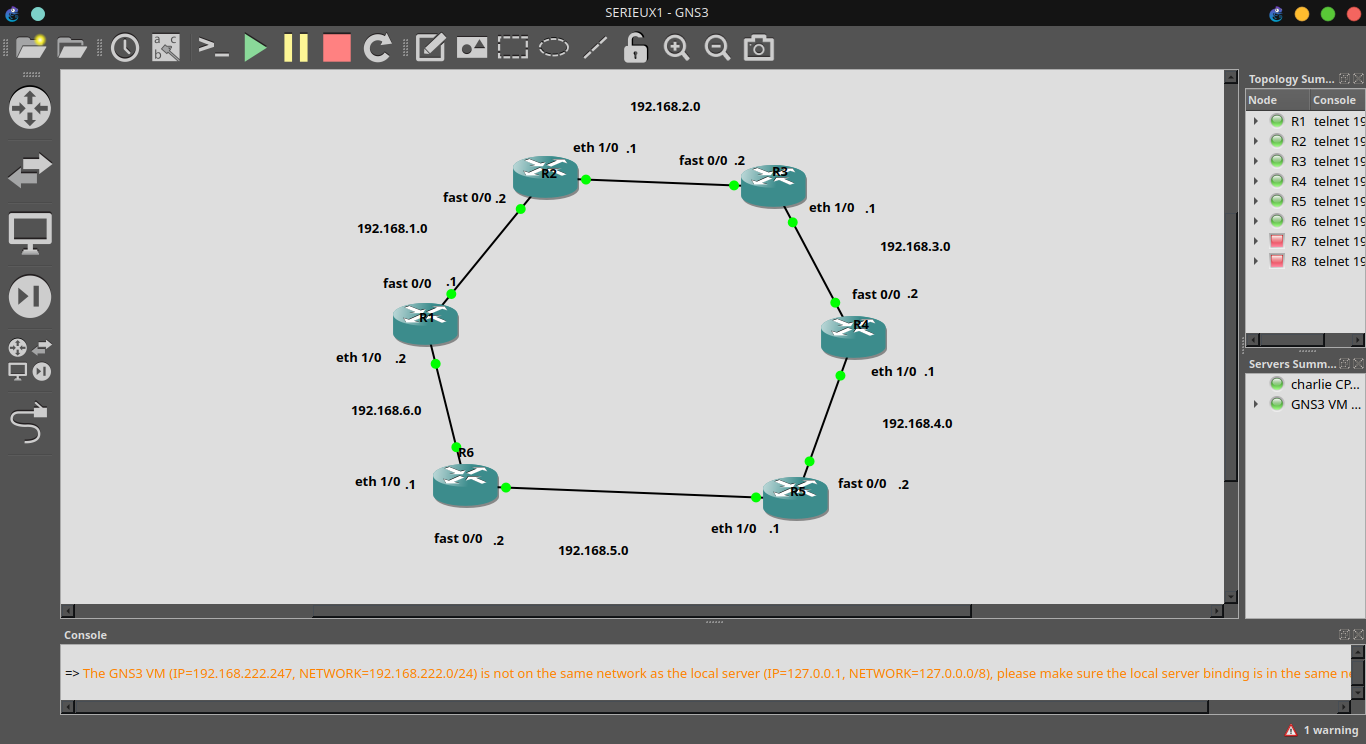 SERIEUX1 - GNS3
a c
b
>_
Topology Sum...
Node Console
R1 telnet 19
R2 telnet 19
R3 telnet 19
R4 telnet 19
R5 telnet 19
R6 telnet 19
R7 telnet 19
R8 telnet 19
Servers Summ...
charlie CP...
GNS3 VM ...
192.168.2.0
eth 1/0 .1
fast 0/0 .2
R2
R3
fast 0/0 .2
eth 1/0 .1
192.168.1.0
192.168.3.0
fast 0/0 .1
fast 0/0 .2
R1
R4
eth 1/0 .2
eth 1/0 .1
192.168.6.0
192.168.4.0
R6
eth 1/0 .1
R5
fast 0/0 .2
eth 1/0 .1
fast 0/0 .2
192.168.5.0
Console
=> The GNS3 VM (IP=192.168.222.247, NETWORK=192.168.222.0/24) is not on the same network as the local server (IP=127.0.0.1, NETWORK=127.0.0.0/8), please make sure the local server binding is in the same
1 warning